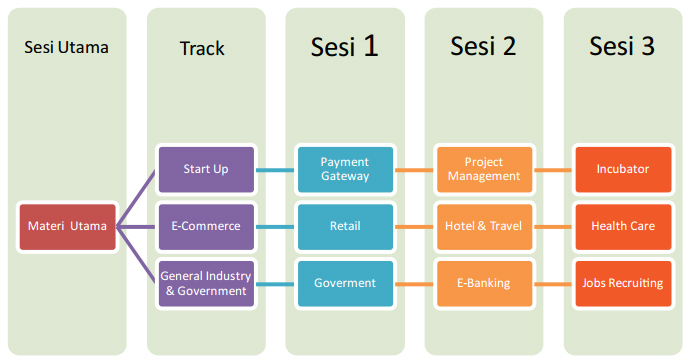 Sesi Utama
Track
Sesi 1
Sesi 2
Sesi 3
Materi Utama
Start Up
Payment
Gateway
Project
Management
Incubator
E-Commerce
Retail
Hotel & Travel
Health Care
General Industry
& Government
Goverment
E-Banking
Jobs Recruiting